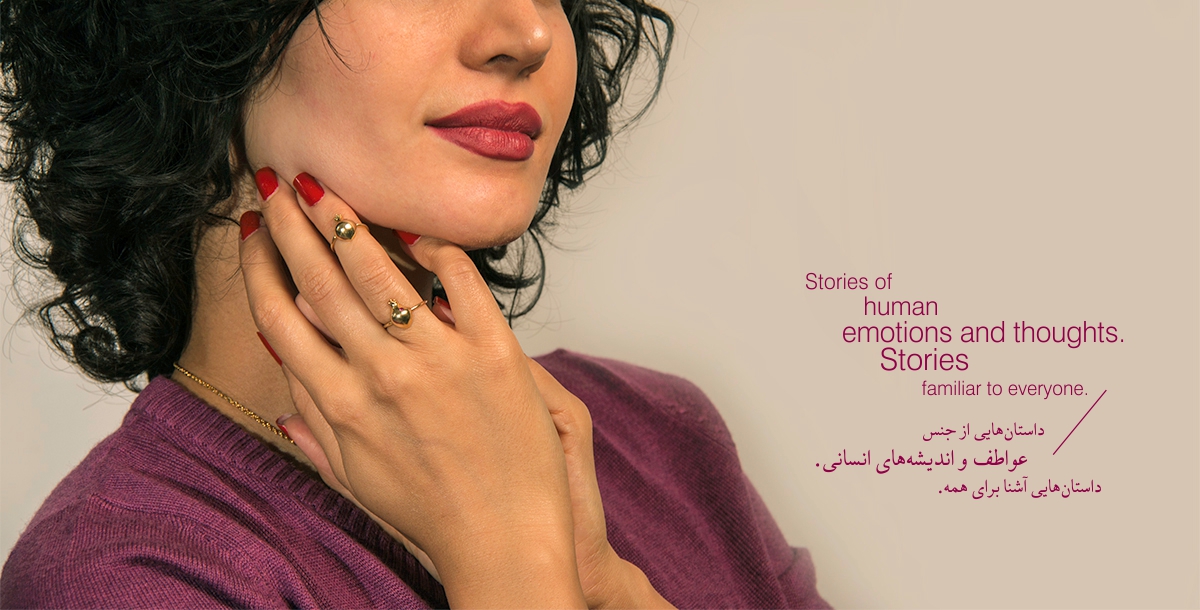 Stories of
human
emotions and thoughts.
Stories
familiar to everyone.
داستان‌هایی از جنس
عواطف و اندیشه‌های انسانی.
داستان‌هایی آشنا برای همه.